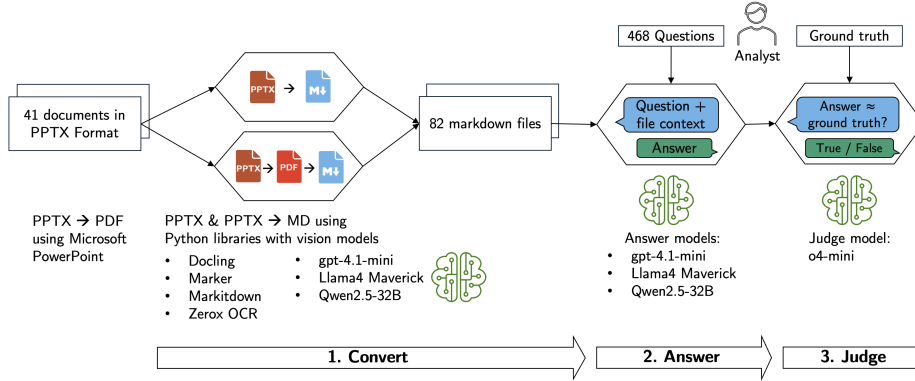 468 Questions
Analyst
Ground truth
41 documents in
PPTX Format
PPTX → M↓
PPTX → PDF → M↓
82 markdown files
Question +
file context
Answer
Answer ≈
ground truth?
True / False
PPTX → PDF
using Microsoft
PowerPoint
PPTX & PPTX → MD using
Python libraries with vision models
• Docling
• Marker
• Markitdown
• Zerox OCR
• gpt-4.1-mini
• Llama4 Maverick
• Qwen2.5-32B
Answer models:
• gpt-4.1-mini
• Llama4 Maverick
• Qwen2.5-32B
Judge model:
o4-mini
1. Convert
2. Answer
3. Judge